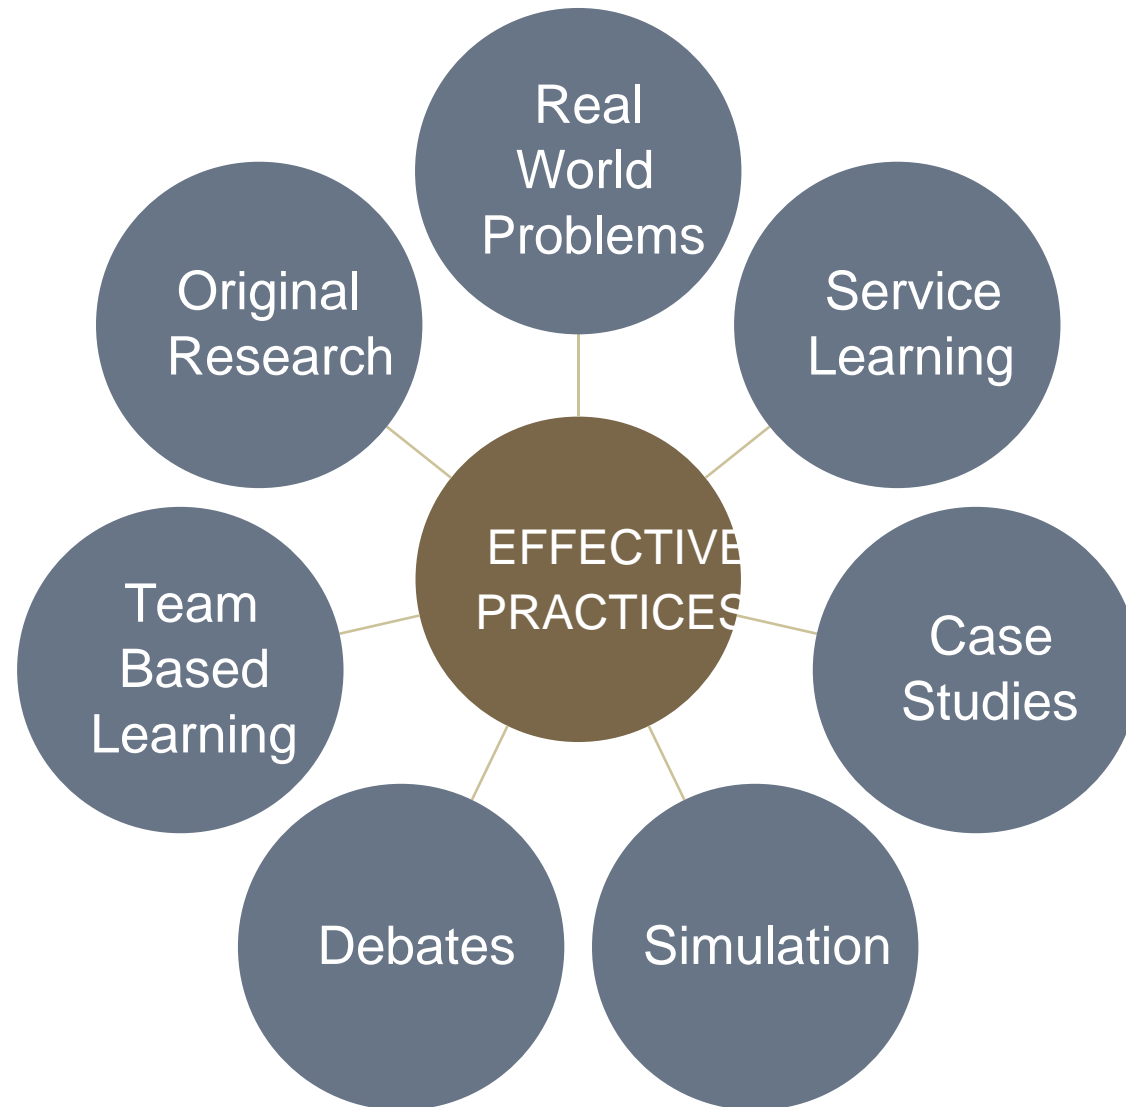 Real
World
Problems
Service
Learning
Case
Studies
Simulation
Debates
Team
Based
Learning
Original
Research
EFFECTIVE
PRACTICES